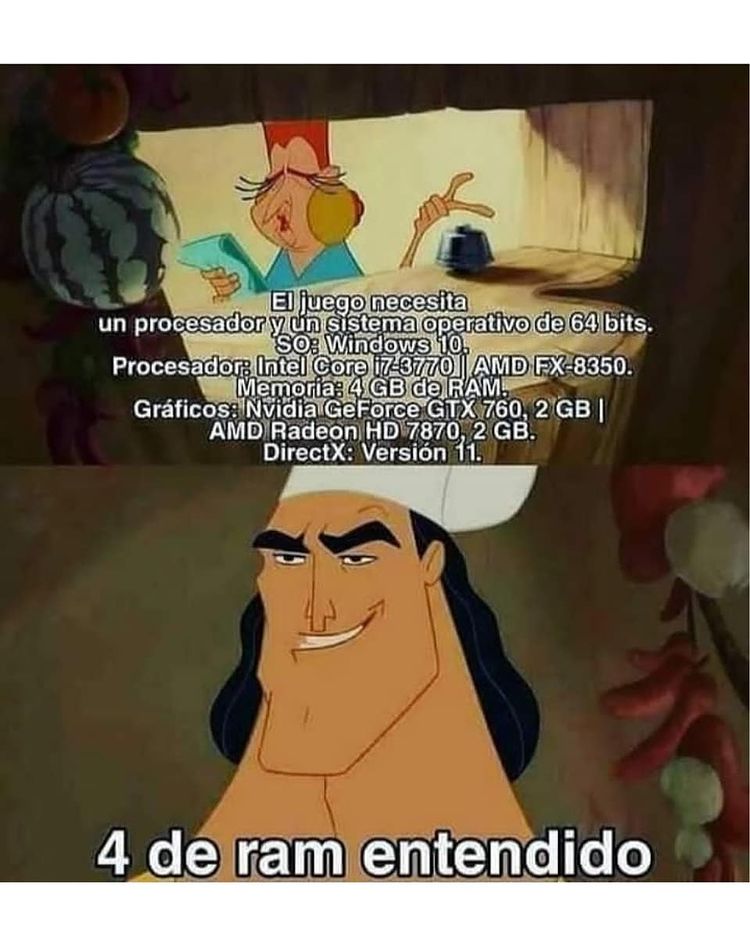 El juego necesita
un procesador y un sistema operativo de 64 bits.
SO: Windows 10.
Procesador: Intel Core i7-3770 | AMD FX-8350.
Memoria: 4 GB de RAM.
Gráficos: Nvidia GeForce GTX 760, 2 GB |
AMD Radeon HD 7870, 2 GB.
DirectX: Versión 11.
4 de ram entendido